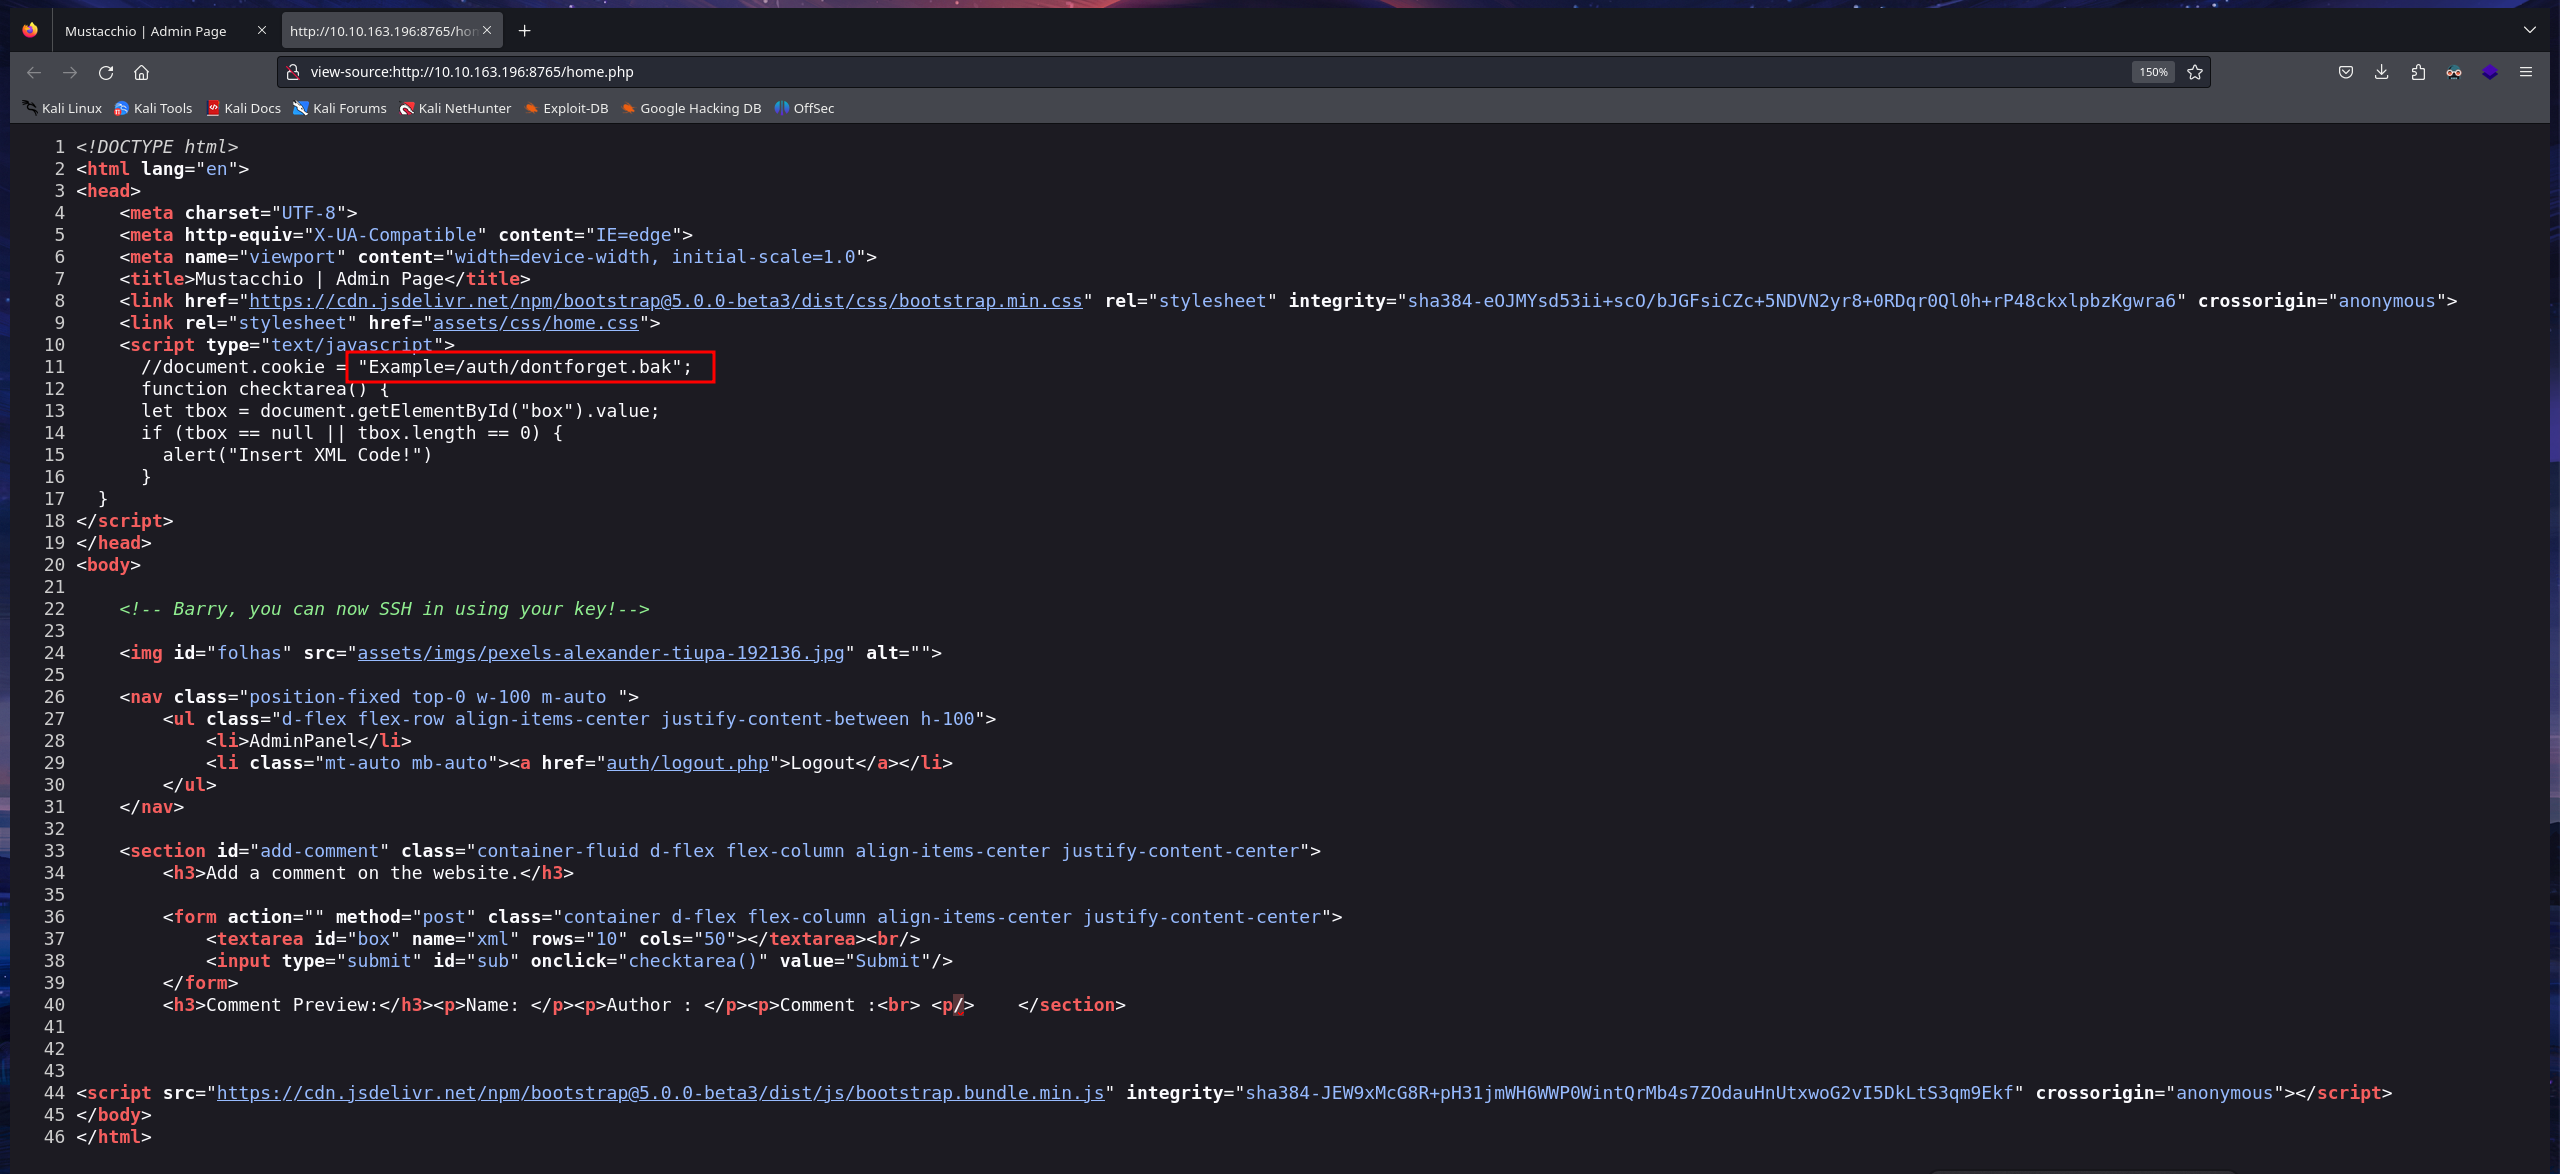 Mustacchio | Admin Page
http://10.10.163.196:8765/hom
view-source:http://10.10.163.196:8765/home.php
150%
Kali Linux Kali Tools Kali Docs Kali Forums Kali NetHunter Exploit-DB Google Hacking DB OffSec
1 <!DOCTYPE html>
2 <html lang="en">
3 <head>
4     <meta charset="UTF-8">
5     <meta http-equiv="X-UA-Compatible" content="IE=edge">
6     <meta name="viewport" content="width=device-width, initial-scale=1.0">
7     <title>Mustacchio | Admin Page</title>
8     <link href="https://cdn.jsdelivr.net/npm/bootstrap@5.0.0-beta3/dist/css/bootstrap.min.css" rel="stylesheet" integrity="sha384-eOJMYsd53ii+scO/bJGFsiCZc+5NDVN2yr8+0RDqr0Ql0h+rP48ckxlpbzKgwra6" crossorigin="anonymous">
9     <link rel="stylesheet" href="assets/css/home.css">
10     <script type="text/javascript">
11       //document.cookie = "Example=/auth/dontforget.bak";
12       function checktarea() {
13       let tbox = document.getElementById("box").value;
14       if (tbox == null || tbox.length == 0) {
15         alert("Insert XML Code!")
16       }
17   }
18 </script>
19 </head>
20 <body>
21
22     <!-- Barry, you can now SSH in using your key!-->
23
24     <img id="folhas" src="assets/imgs/pexels-alexander-tiupa-192136.jpg" alt="">
25
26     <nav class="position-fixed top-0 w-100 m-auto ">
27         <ul class="d-flex flex-row align-items-center justify-content-between h-100">
28             <li>AdminPanel</li>
29             <li class="mt-auto mb-auto"><a href="auth/logout.php">Logout</a></li>
30         </ul>
31     </nav>
32
33     <section id="add-comment" class="container-fluid d-flex flex-column align-items-center justify-content-center">
34         <h3>Add a comment on the website.</h3>
35
36         <form action="" method="post" class="container d-flex flex-column align-items-center justify-content-center">
37             <textarea id="box" name="xml" rows="10" cols="50"></textarea><br/>
38             <input type="submit" id="sub" onclick="checktarea()" value="Submit"/>
39         </form>
40         <h3>Comment Preview:</h3><p>Name: </p><p>Author : </p><p>Comment :<br> <p/>    </section>
41
42
43
44 <script src="https://cdn.jsdelivr.net/npm/bootstrap@5.0.0-beta3/dist/js/bootstrap.bundle.min.js" integrity="sha384-JEW9xMcG8R+pH31jmWH6WWP0WintQrMb4s7ZOdauHnUtxwoG2vI5DkLtS3qm9Ekf" crossorigin="anonymous"></script>
45 </body>
46 </html>